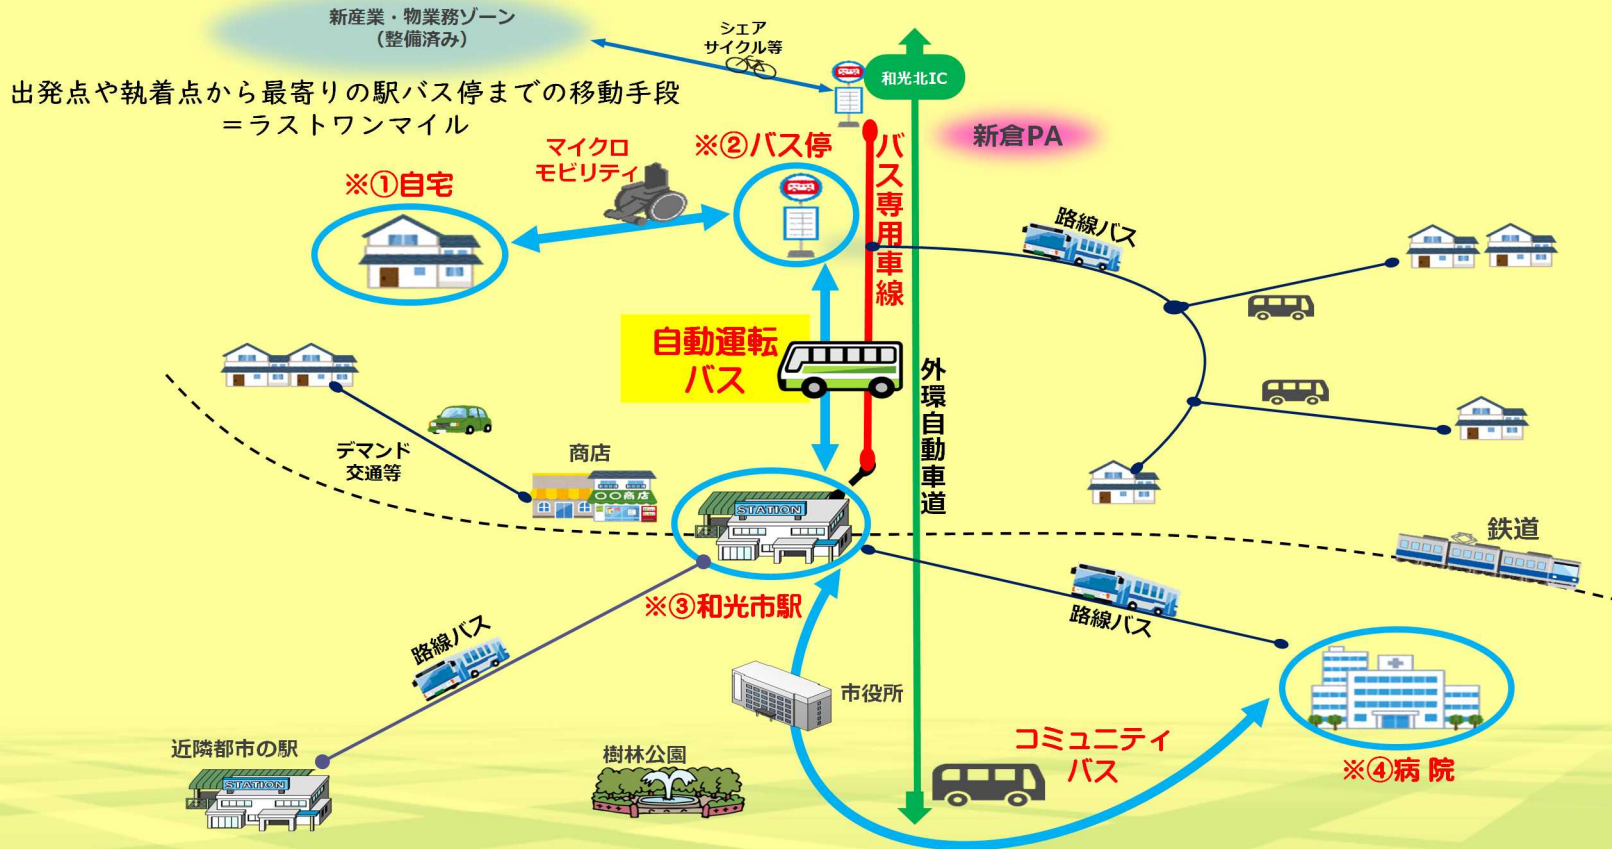 新産業・物業務ゾーン
(整備済み)
シェア
サイクル等
和光北IC
出発点や執着点から最寄りの駅バス停までの移動手段
＝ラストワンマイル
新倉PA
マイクロ
モビリティ
※②バス停
バス専用車線
※①自宅
路線バス
自動運転
バス
外環自動車道
デマンド
交通等
商店
〇〇商店
STATION
鉄道
※③和光市駅
路線バス
路線バス
市役所
コミュニティ
バス
※④病 院
近隣都市の駅
STATION
樹林公園